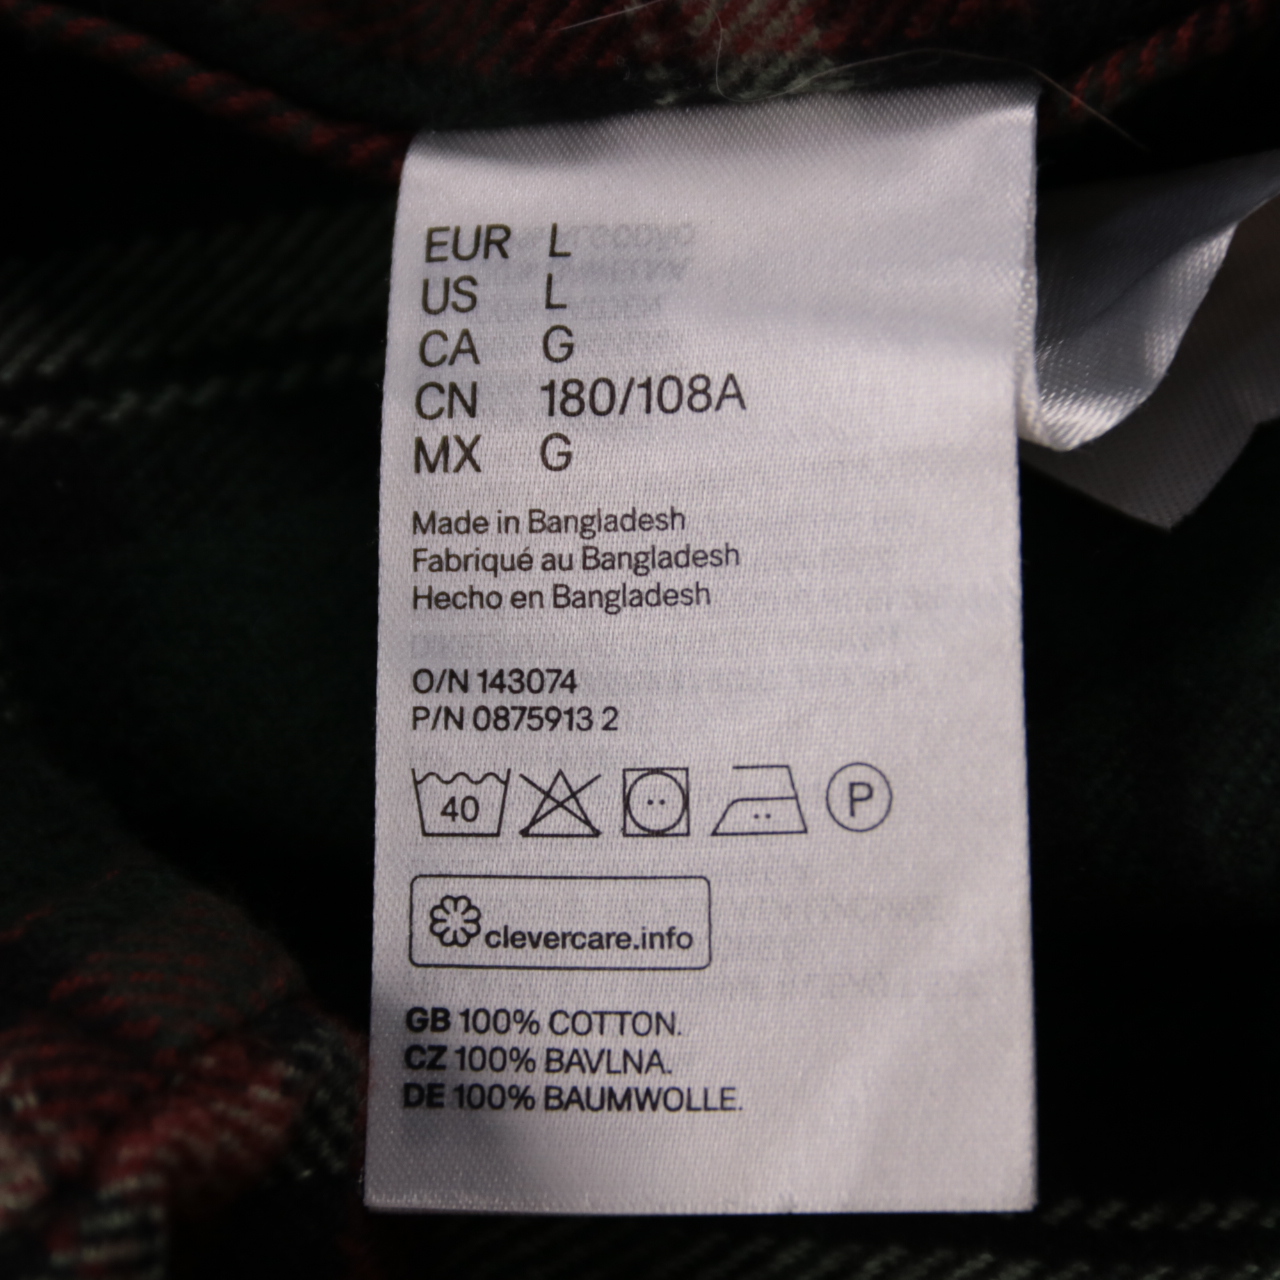 EUR L
US L
CA G
CN 180/108A
MX G
Made in Bangladesh
Fabriqué au Bangladesh
Hecho en Bangladesh
O/N 143074
P/N 0875913 2
40
P
clevercare.info
GB 100% COTTON.
CZ 100% BAVLNA.
DE 100% BAUMWOLLE.